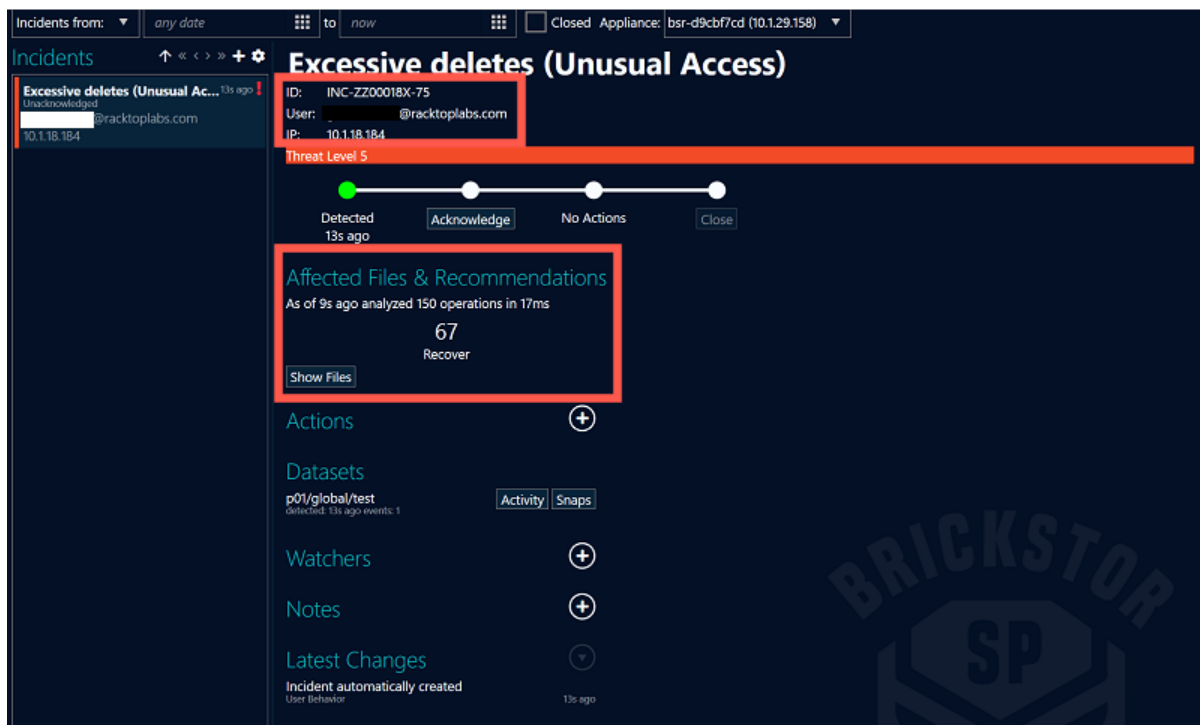 Incidents from: any date to now Closed Appliance: bsr-d9cbf7cd (10.1.29.158)
Incidents
Excessive deletes (Unusual Ac... 13s ago !
Unacknowledged
@racktoplabs.com
10.1.18.184
Excessive deletes (Unusual Access)
ID: INC-ZZ00018X-75
User: @racktoplabs.com
IP: 10.1.18.184
Threat Level 5
Detected Acknowledge No Actions Close
13s ago
Affected Files & Recommendations
As of 9s ago analyzed 150 operations in 17ms
67
Recover
Show Files
Actions
Datasets
p01/global/test Activity Snaps
detected: 13s ago events: 1
Watchers
Notes
Latest Changes
Incident automatically created
User Behavior 13s ago
BRICKSTOR
SP